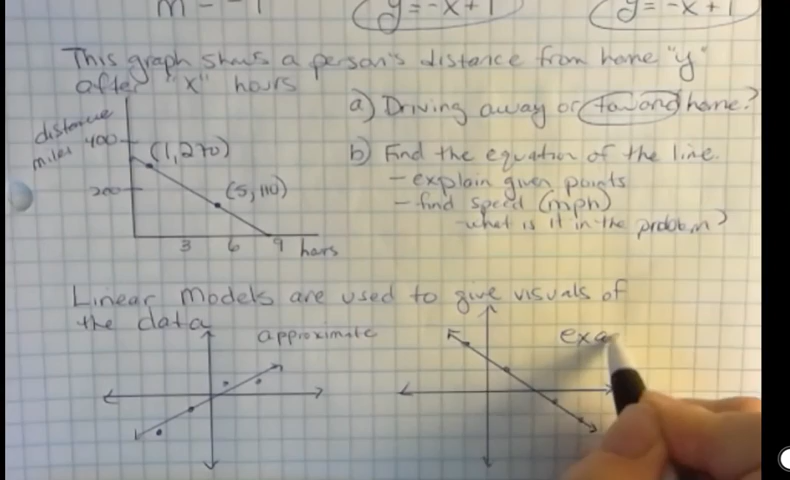 m = -1
y = -x + 1
y = -x + 1
This graph shows a person's distance from home "y"
after "x" hours
distance
miles
400
200
(1,270)
(5,110)
3 6 9 hours
a) Driving away or toward home?
b) Find the equation of the line.
- explain given points
- find speed (mph)
- what is it in the problem?
Linear Models are used to give visuals of
the data
approximate
exa